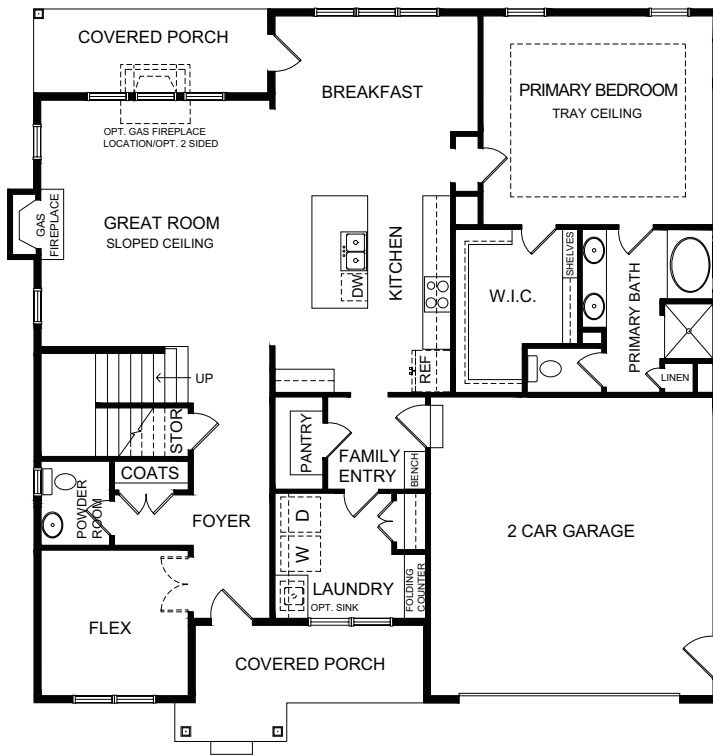 COVERED PORCH
BREAKFAST
PRIMARY BEDROOM
TRAY CEILING
OPT. GAS FIREPLACE
LOCATION/OPT. 2 SIDED
GAS
FIREPLACE
GREAT ROOM
SLOPED CEILING
DW
KITCHEN
W.I.C.
SHELVES
PRIMARY BATH
REF
LINEN
UP
STOR
PANTRY
FAMILY
ENTRY
BENCH
COATS
POWDER
ROOM
FOYER
D
W
2 CAR GARAGE
LAUNDRY
OPT. SINK
FOLDING
COUNTER
FLEX
COVERED PORCH